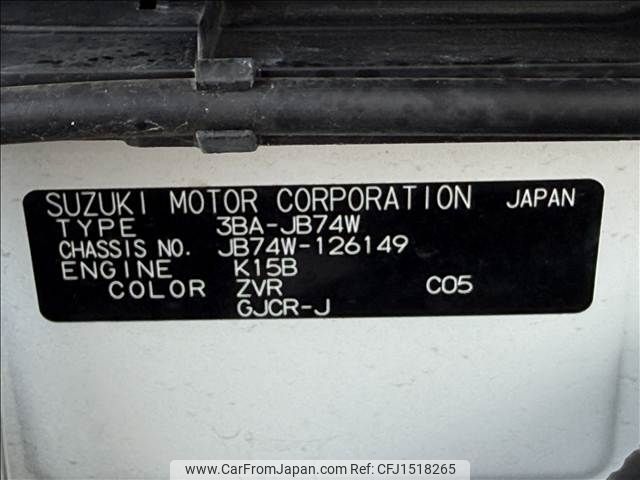 SUZUKI MOTOR CORPORATION JAPAN
TYPE 3BA-JB74W
CHASSIS NO. JB74W-126149
ENGINE K15B
COLOR ZVR C05
GJCR-J
www.CarFromJapan.com - CFJ1518265